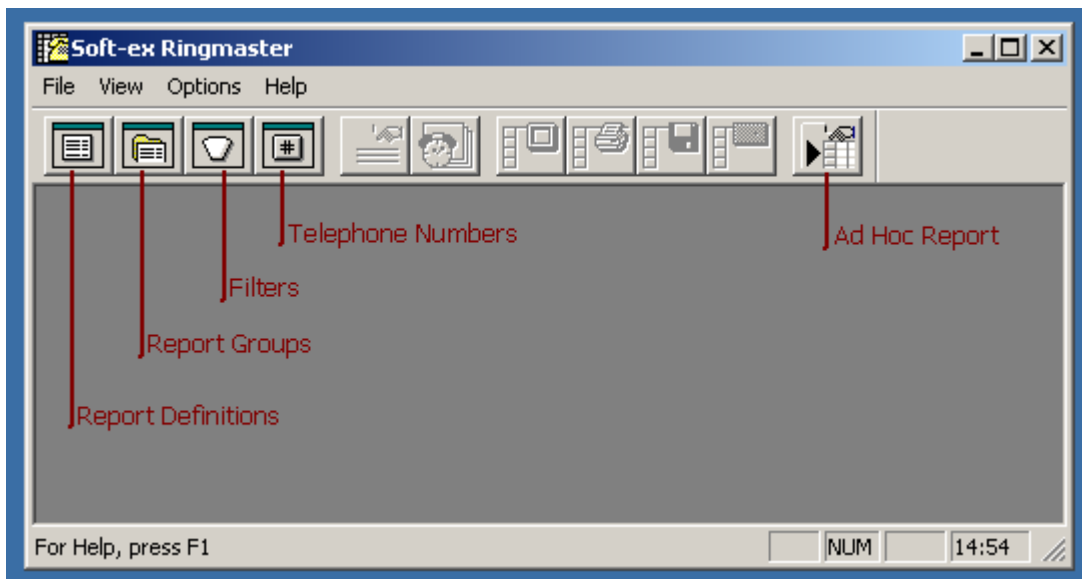 Soft-ex Ringmaster
File View Options Help
#
Telephone Numbers
Ad Hoc Report
Filters
Report Groups
Report Definitions
For Help, press F1
NUM
14:54